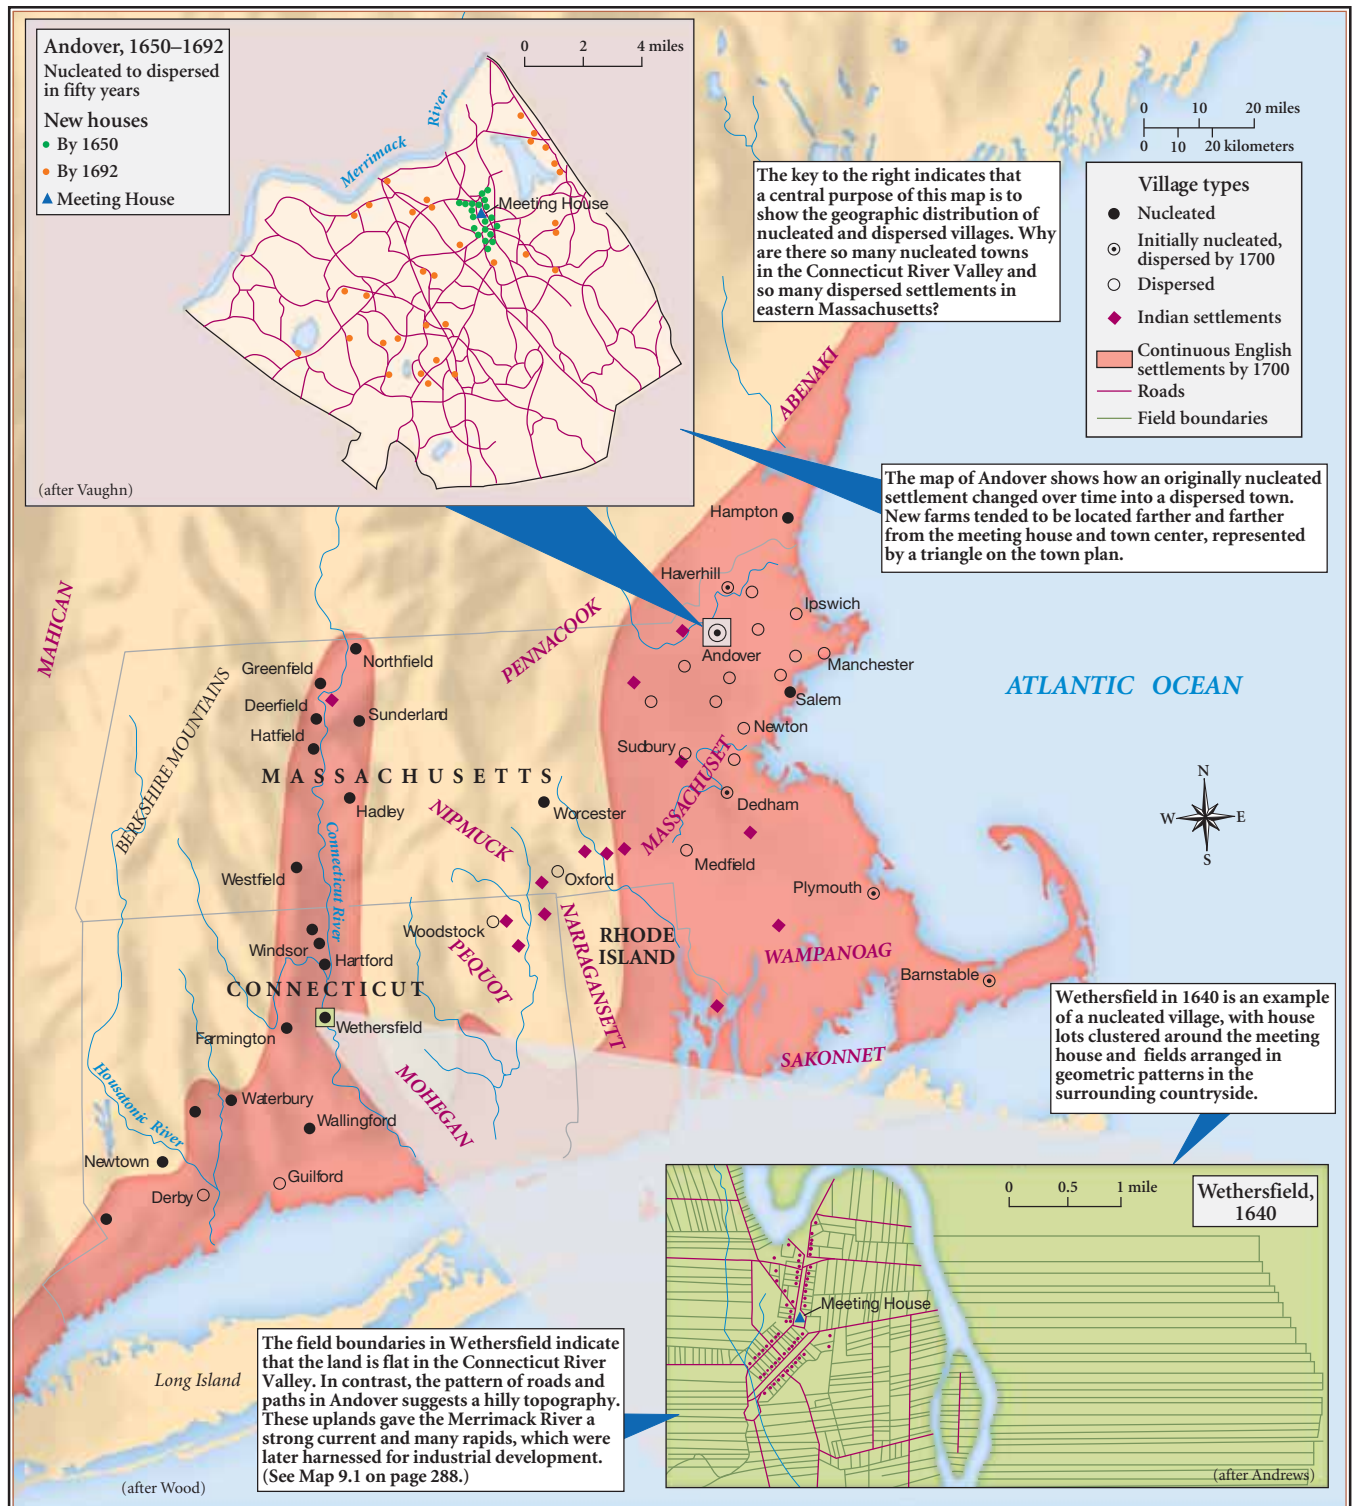 Andover, 1650–1692
Nucleated to dispersed
in fifty years
New houses
By 1650
By 1692
Meeting House
0 2 4 miles
Merrimack River
Meeting House
(after Vaughn)
0 10 20 miles
0 10 20 kilometers
The key to the right indicates that
a central purpose of this map is to
show the geographic distribution of
nucleated and dispersed villages. Why
are there so many nucleated towns
in the Connecticut River Valley and
so many dispersed settlements in
eastern Massachusetts?
Village types
Nucleated
Initially nucleated,
dispersed by 1700
Dispersed
Indian settlements
Continuous English
settlements by 1700
Roads
Field boundaries
The map of Andover shows how an originally nucleated
settlement changed over time into a dispersed town.
New farms tended to be located farther and farther
from the meeting house and town center, represented
by a triangle on the town plan.
ABENAKI
Hampton
Haverhill
Ipswich
MAHICAN
PENNACOOK
Andover
Manchester
Northfield
Greenfield
BERKSHIRE MOUNTAINS
ATLANTIC OCEAN
Salem
Deerfield
Sunderland
Hatfield
Newton
Sudbury
MASSACHUSETTS
MASSACHUSET
Hadley
Worcester
Dedham
NIPMUCK
Connecticut River
N
W E
S
Medfield
Westfield
Oxford
Plymouth
Woodstock
NARRAGANSETT
RHODE
ISLAND
Windsor
PEQUOT
WAMPANOAG
Hartford
Barnstable
CONNECTICUT
Wethersfield
Farmington
SAKONNET
Wethersfield in 1640 is an example
of a nucleated village, with house
lots clustered around the meeting
house and fields arranged in
geometric patterns in the
surrounding countryside.
Housatonic River
MOHEGAN
Waterbury
Wallingford
Newtown
Guilford
Derby
0 0.5 1 mile
Wethersfield,
1640
Meeting House
(after Andrews)
The field boundaries in Wethersfield indicate
that the land is flat in the Connecticut River
Valley. In contrast, the pattern of roads and
paths in Andover suggests a hilly topography.
These uplands gave the Merrimack River a
strong current and many rapids, which were
later harnessed for industrial development.
(See Map 9.1 on page 288.)
Long Island
(after Wood)